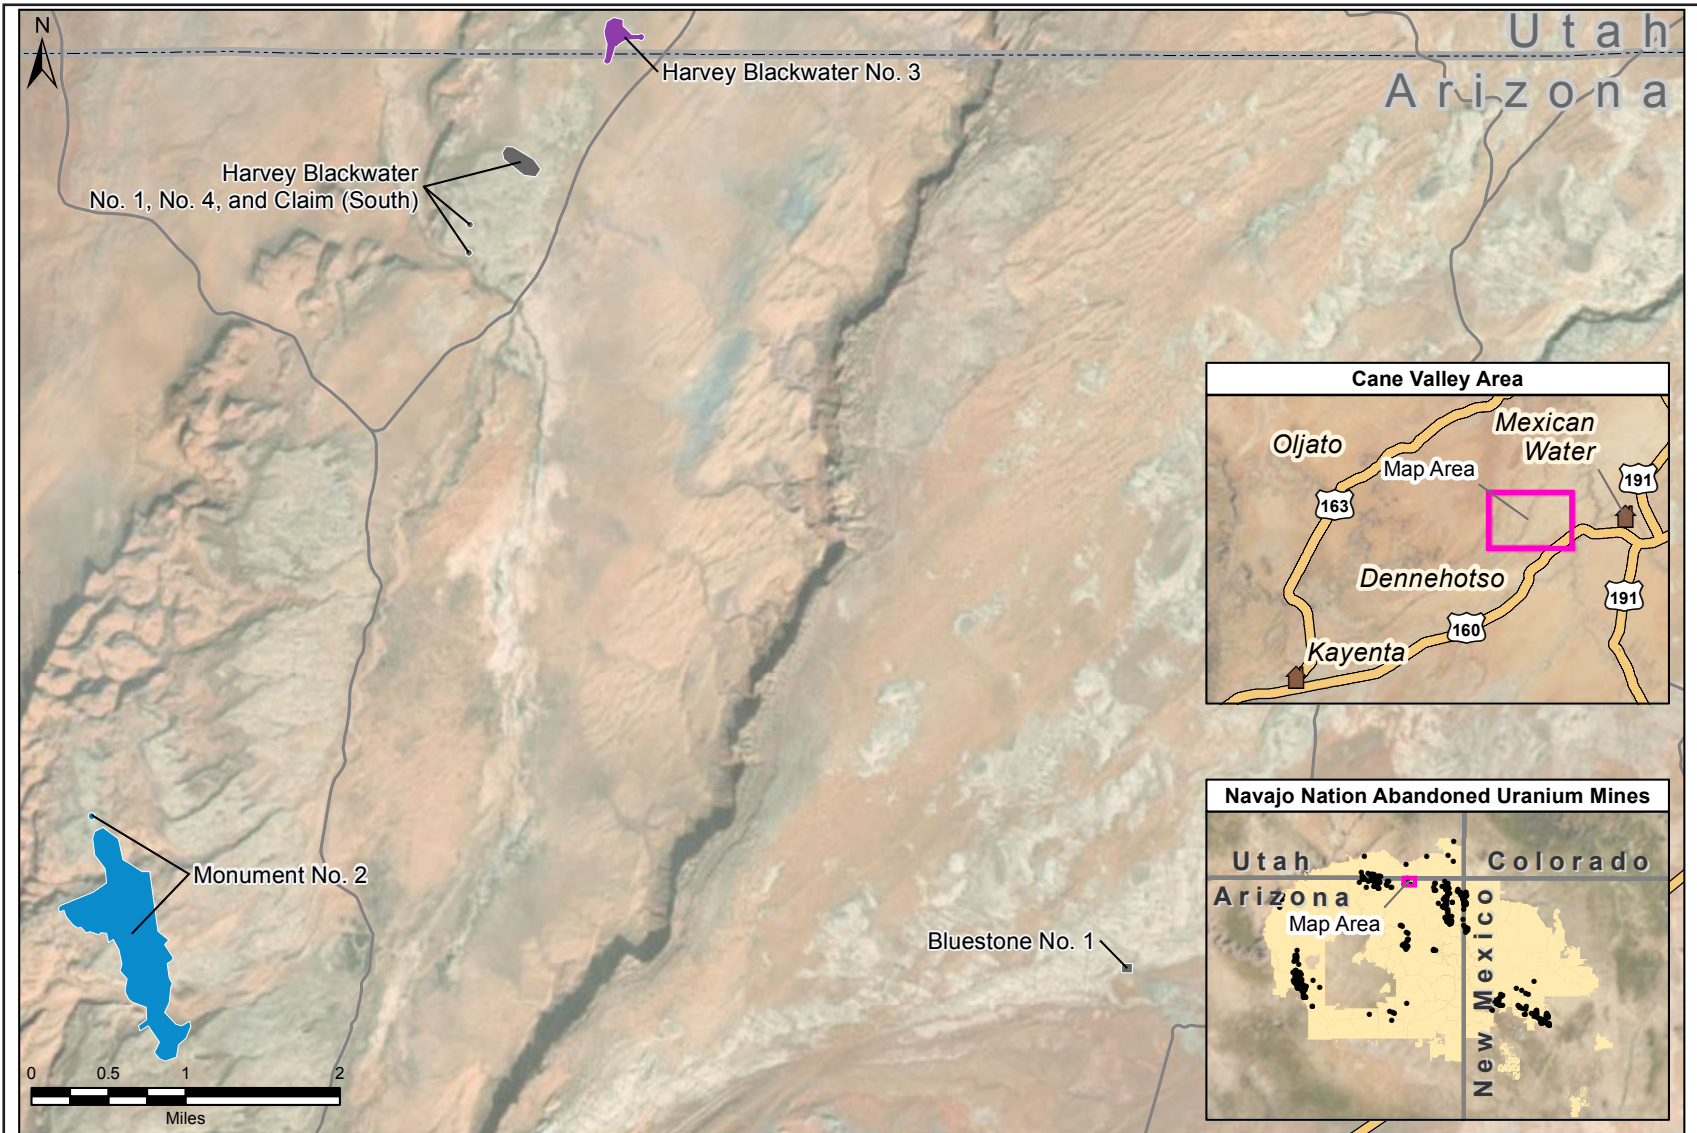 N
Utah
Arizona
Harvey Blackwater No. 3
Harvey Blackwater
No. 1, No. 4, and Claim (South)
Cane Valley Area
Oljato
Mexican
Water
Map Area
191
163
Dennehotso
191
160
Kayenta
Navajo Nation Abandoned Uranium Mines
Utah
Colorado
Arizona
Map Area
New Mexico
Monument No. 2
Bluestone No. 1
0 0.5 1 2
Miles